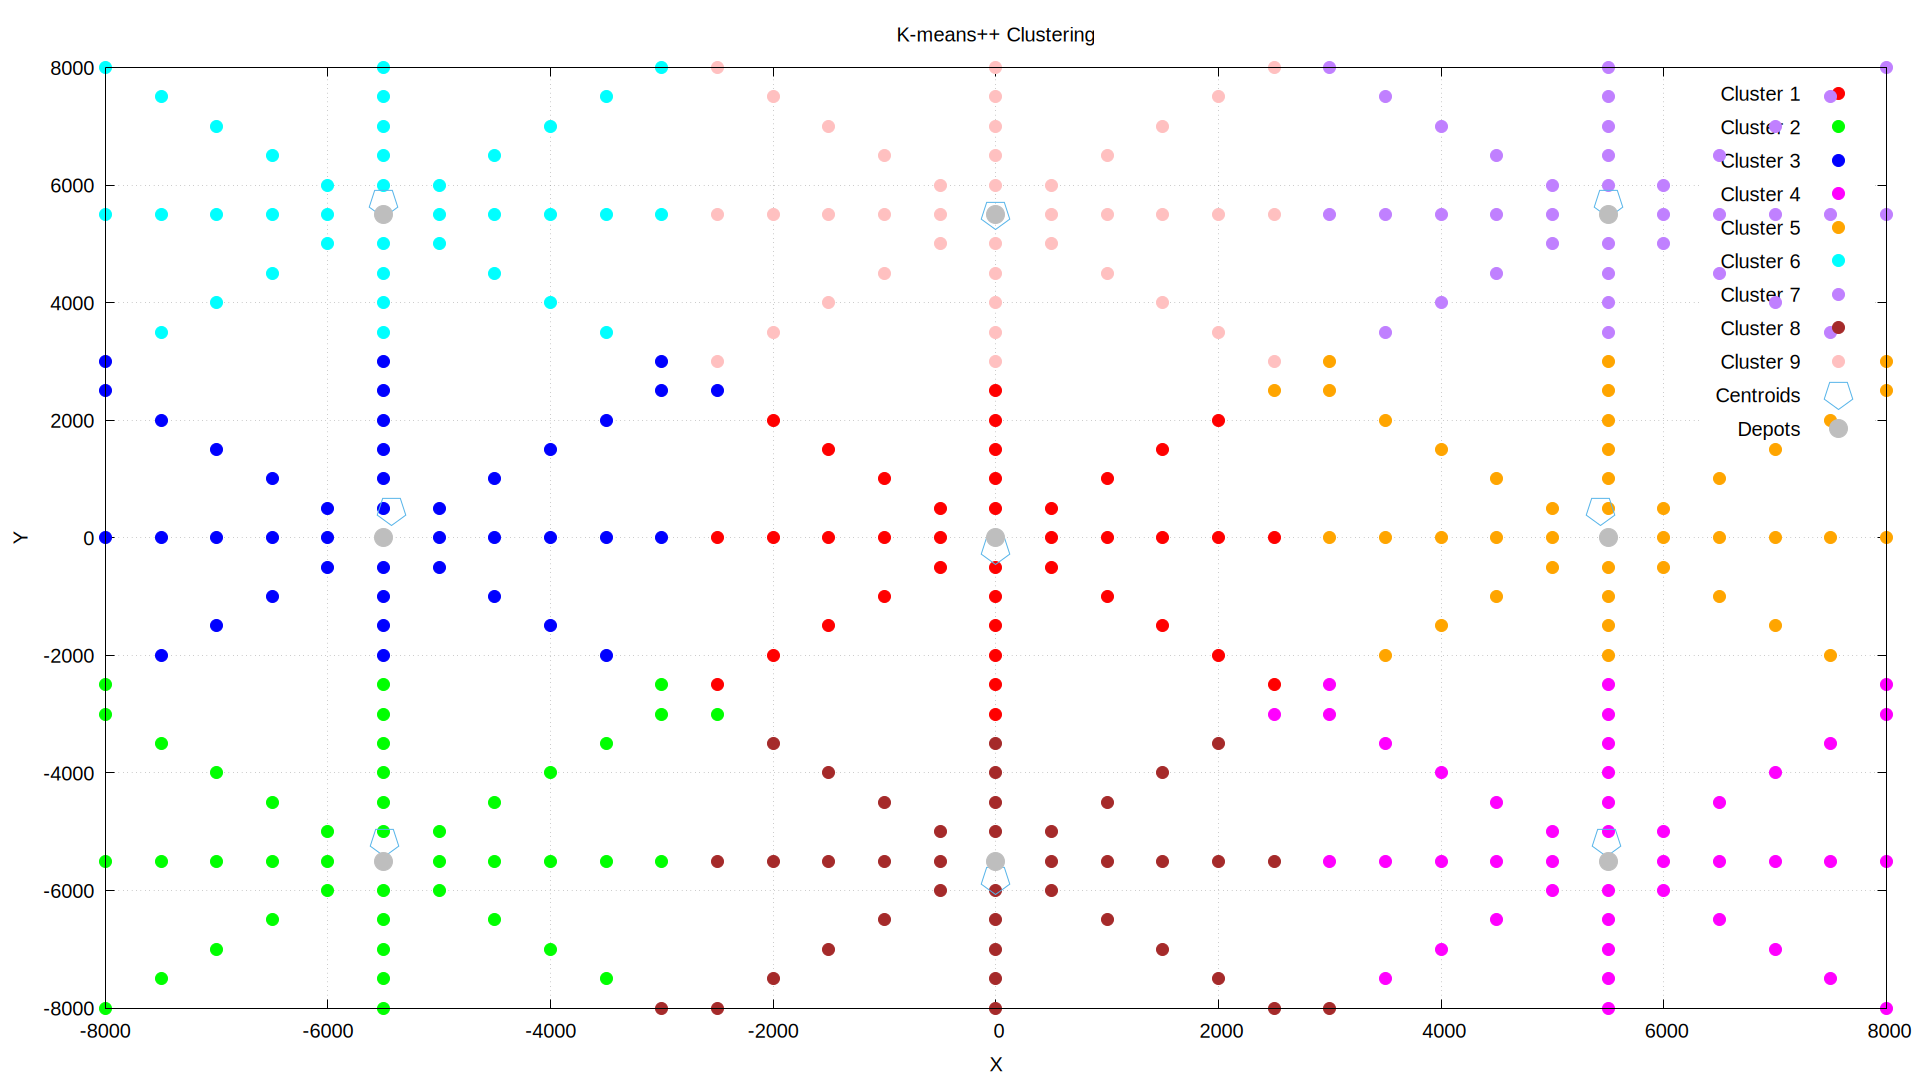 K-means++ Clustering
8000
6000
4000
2000
0
-2000
-4000
-6000
-8000
Y
-8000
-6000
-4000
-2000
0
2000
4000
6000
8000
X
Cluster 1
Cluster 2
Cluster 3
Cluster 4
Cluster 5
Cluster 6
Cluster 7
Cluster 8
Cluster 9
Centroids
Depots